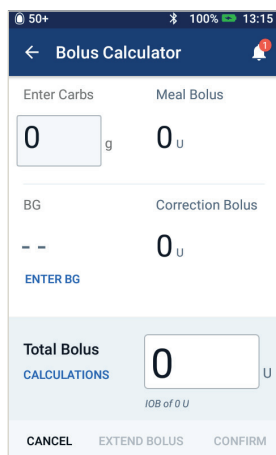 50+ 100% 13:15
← Bolus Calculator 1
Enter Carbs Meal Bolus
0 g 0 U
BG Correction Bolus
-- 0 U
ENTER BG
Total Bolus 0 U
CALCULATIONS
IOB of 0 U
CANCEL EXTEND BOLUS CONFIRM